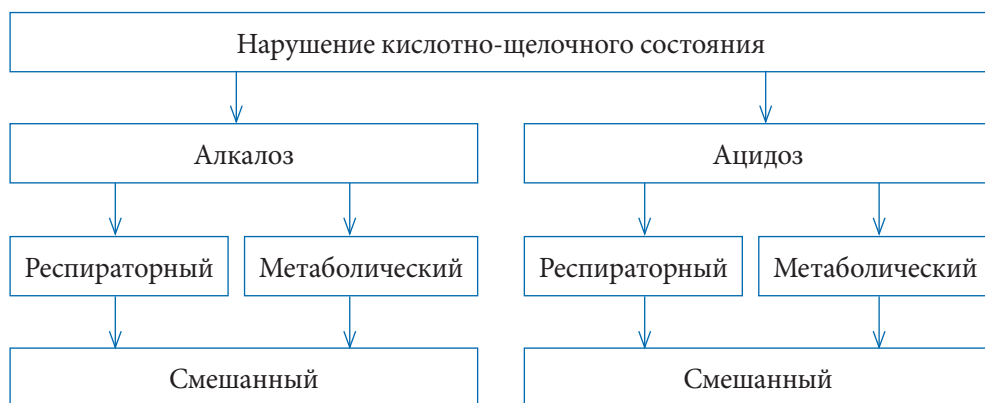 Нарушение кислотно-щелочного состояния
Алкалоз
Ацидоз
Респираторный
Метаболический
Респираторный
Метаболический
Смешанный
Смешанный